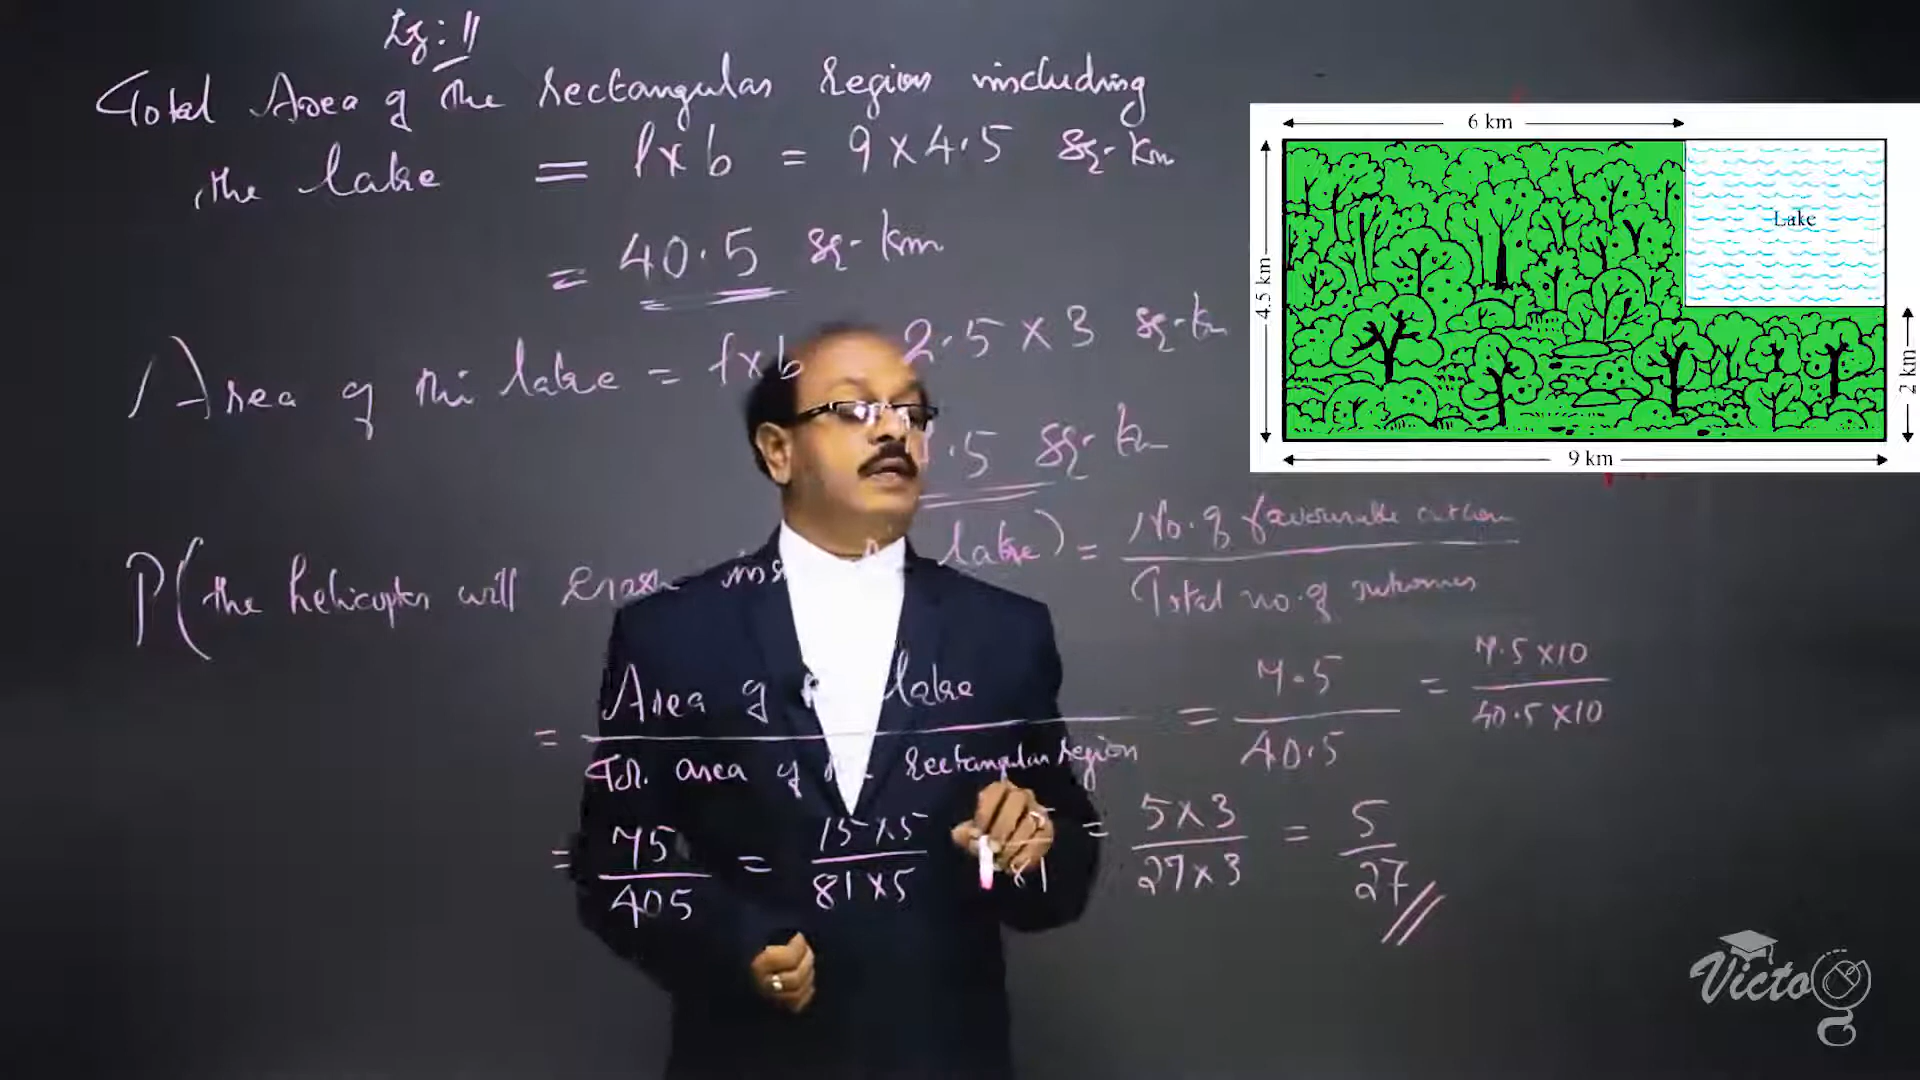 Eg: 11
Total Area of the rectangular region including
the lake = l x b = 9 x 4.5 sq. km
= 40.5 sq. km
Area of the lake = l x b 2.5 x 3 sq. km
.5 sq. km
P(the helicopter will crash ins lake) = No. of favourable outcom / Total no. of outcomes
= Area of lake / Tot. area of rectangular region = 7.5 / 40.5 = 7.5 x 10 / 40.5 x 10
= 75 / 405 = 15 x 5 / 81 x 5 81 = 5 x 3 / 27 x 3 = 5 / 27
6 km
Lake
4.5 km
2 km
9 km
Victo